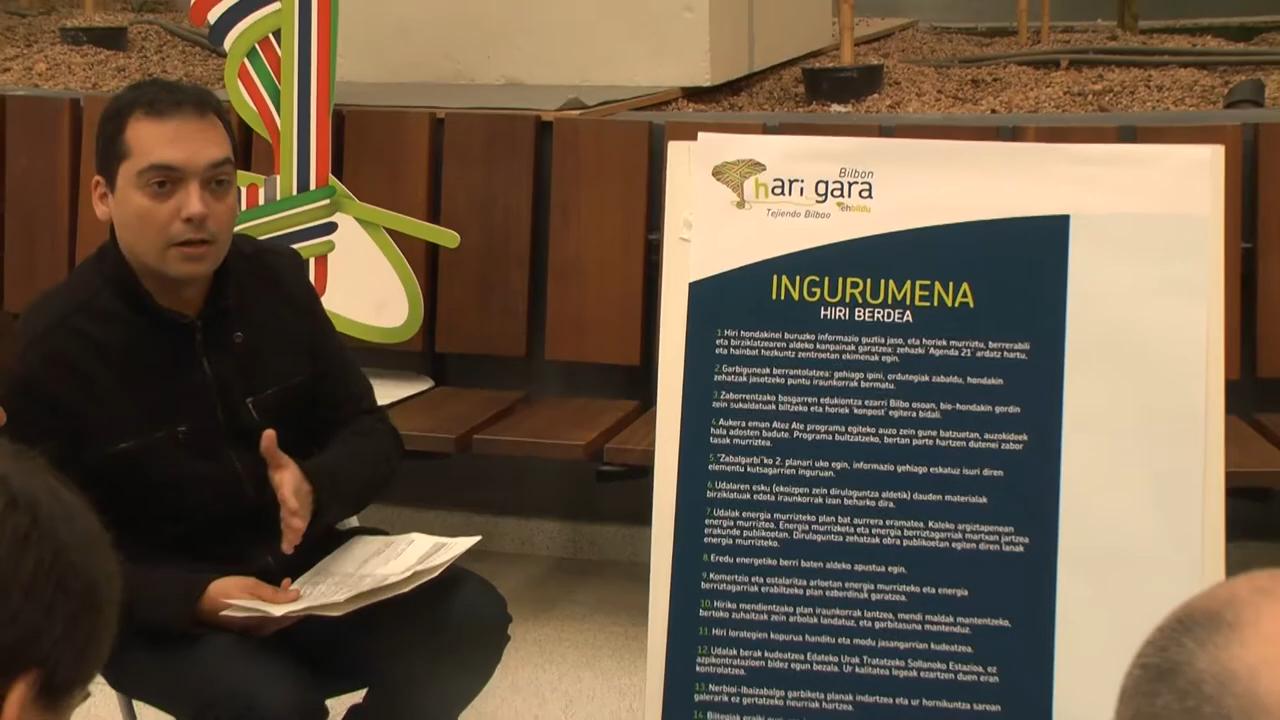 Bilbon
hari gara
ehbildu
Tejiendo Bilbao
INGURUMENA
HIRI BERDEA
1. Hiri hondakinei buruzko informazio guztia jaso, eta horiek murriztu, berrerabili
eta birziklatzearen aldeko kanpainak garatzea: zehazki 'Agenda 21' ardatz hartu,
eta hainbat hezkuntz zentroetan ekimenak egin.
2. Garbiguneak berrantolatzea: gehiago ipini, ordutegiak zabaldu, hondakin
zehatzak jasotzeko puntu iraunkorrak bermatu.
3. Zaborrentzako bosgarren edukiontza ezarri Bilbo osoan, bio-hondakin gordin
zein sukaldatuak biltzeko eta horiek 'konpost' egitera bidali.
4. Aukera eman Atez Ate programa egiteko auzo zein gune batzuetan, auzokideek
hala adosten badute. Programa bultzatzeko, bertan parte hartzen dutenei zabor
tasak murriztea.
5. "Zabalgarbi"ko 2. planari uko egin, informazio gehiago eskatuz isuri diren
elementu kutsagarrien inguruan.
6. Udalaren esku (ekoizpen zein dirulaguntza aldetik) dauden materialak
birziklatuak edota iraunkorrak izan beharko dira.
7. Udalak energia murrizteko plan bat aurrera eramatea. Kaleko argiztapenean
energia murriztea. Energia murrizketa eta energia berriztagarriak martxan jartzea
erakunde publikoetan. Dirulaguntza zehatzak obra publikoetan egiten diren lanak
energia murrizteko.
8. Eredu energetiko berri baten aldeko apustua egin.
9. Komertzio eta ostalaritza arloetan energia murrizteko eta energia
berriztagarriak erabiltzeko plan ezberdinak garatzea.
10. Hiriko mendientzako plan iraunkorrak lantzea, mendi maldak mantentzeko,
bertoko zuhaitzak zein arbolak landatuz, eta garbitasuna mantenduz.
11. Hiri lorategien kopurua handitu eta modu jasangarrian kudeatzea.
12. Udalak berak kudeatzea Edateko Urak Tratatzeko Sollanoko Estazioa, ez
azpikontratazioen bidez egun bezala. Ur kalitatea legeak ezartzen duen eran
kontrolatzea.
13. Nerbioi-Ibaizabalgo garbiketa planak indartzea eta ur hornikuntza sarean
galerarik ez gertatzeko neurriak hartzea.
14. Biltegiak eraiki